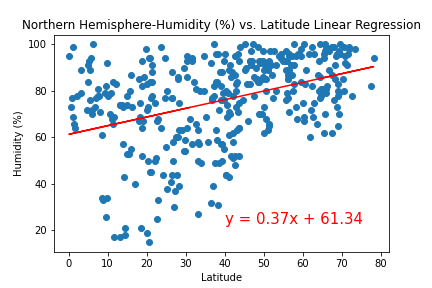 Northern Hemisphere-Humidity (%) vs. Latitude Linear Regression
100
80
60
40
20
Humidity (%)
y = 0.37x + 61.34
0 10 20 30 40 50 60 70 80
Latitude